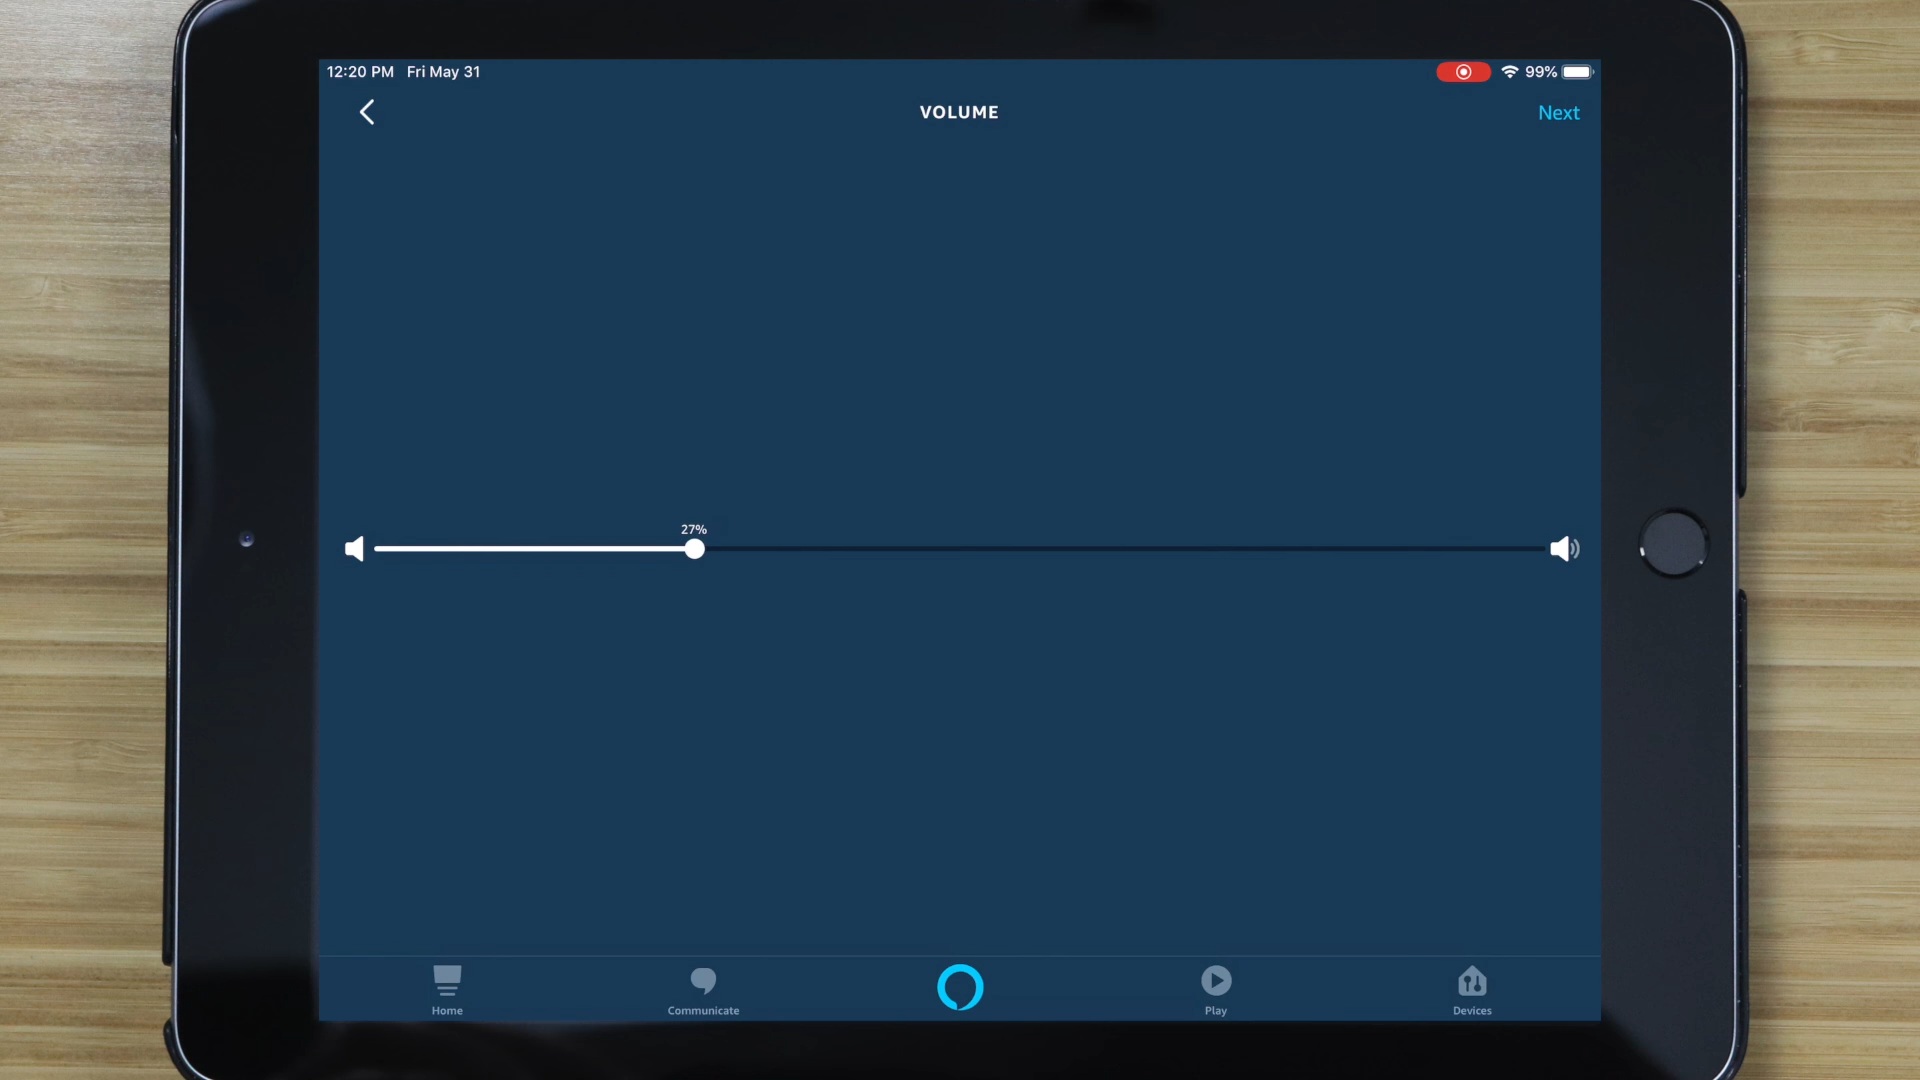 12:20 PM Fri May 31 99%
VOLUME
Next
27%
Home Communicate Play Devices